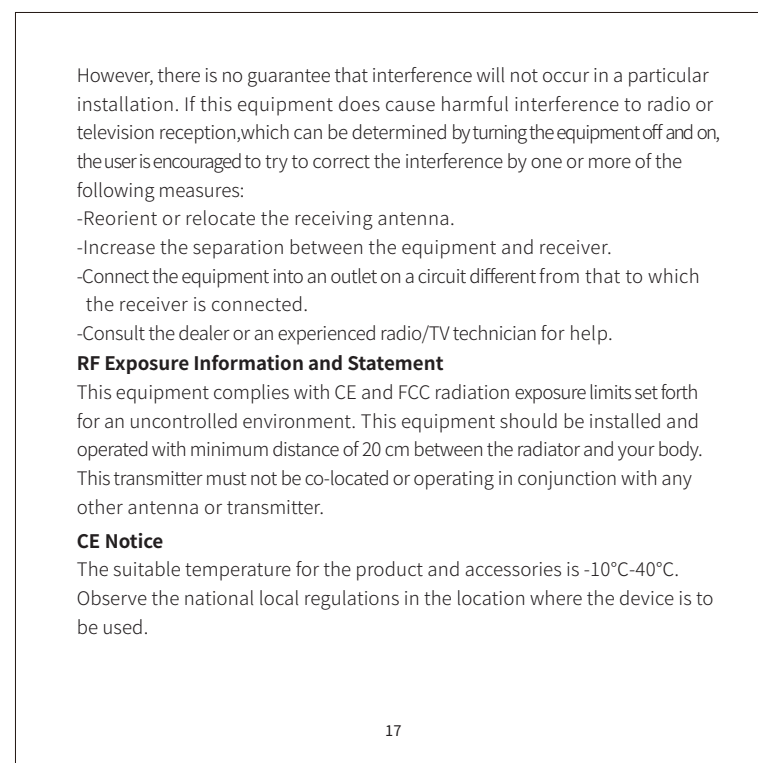 However, there is no guarantee that interference will not occur in a particular
installation. If this equipment does cause harmful interference to radio or
television reception,which can be determined by turning the equipment off and on,
the user is encouraged to try to correct the interference by one or more of the
following measures:
-Reorient or relocate the receiving antenna.
-Increase the separation between the equipment and receiver.
-Connect the equipment into an outlet on a circuit different from that to which
the receiver is connected.
-Consult the dealer or an experienced radio/TV technician for help.
RF Exposure Information and Statement
This equipment complies with CE and FCC radiation exposure limits set forth
for an uncontrolled environment. This equipment should be installed and
operated with minimum distance of 20 cm between the radiator and your body.
This transmitter must not be co-located or operating in conjunction with any
other antenna or transmitter.
CE Notice
The suitable temperature for the product and accessories is -10°C-40°C.
Observe the national local regulations in the location where the device is to
be used.
17